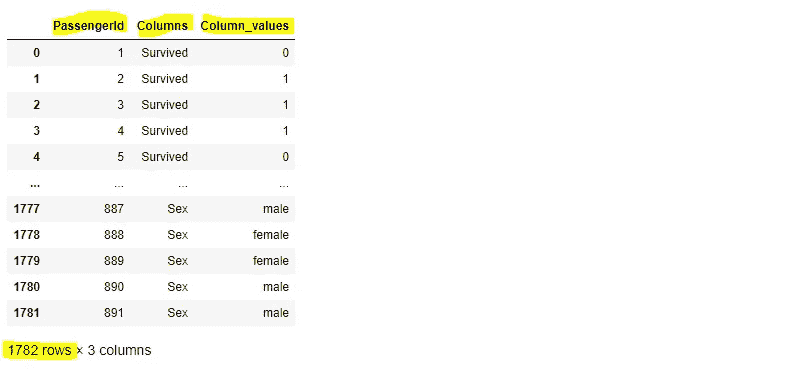 PassengerId Columns Column_values
0 1 Survived 0
1 2 Survived 1
2 3 Survived 1
3 4 Survived 1
4 5 Survived 0
... ... ... ...
1777 887 Sex male
1778 888 Sex female
1779 889 Sex female
1780 890 Sex male
1781 891 Sex male
1782 rows × 3 columns